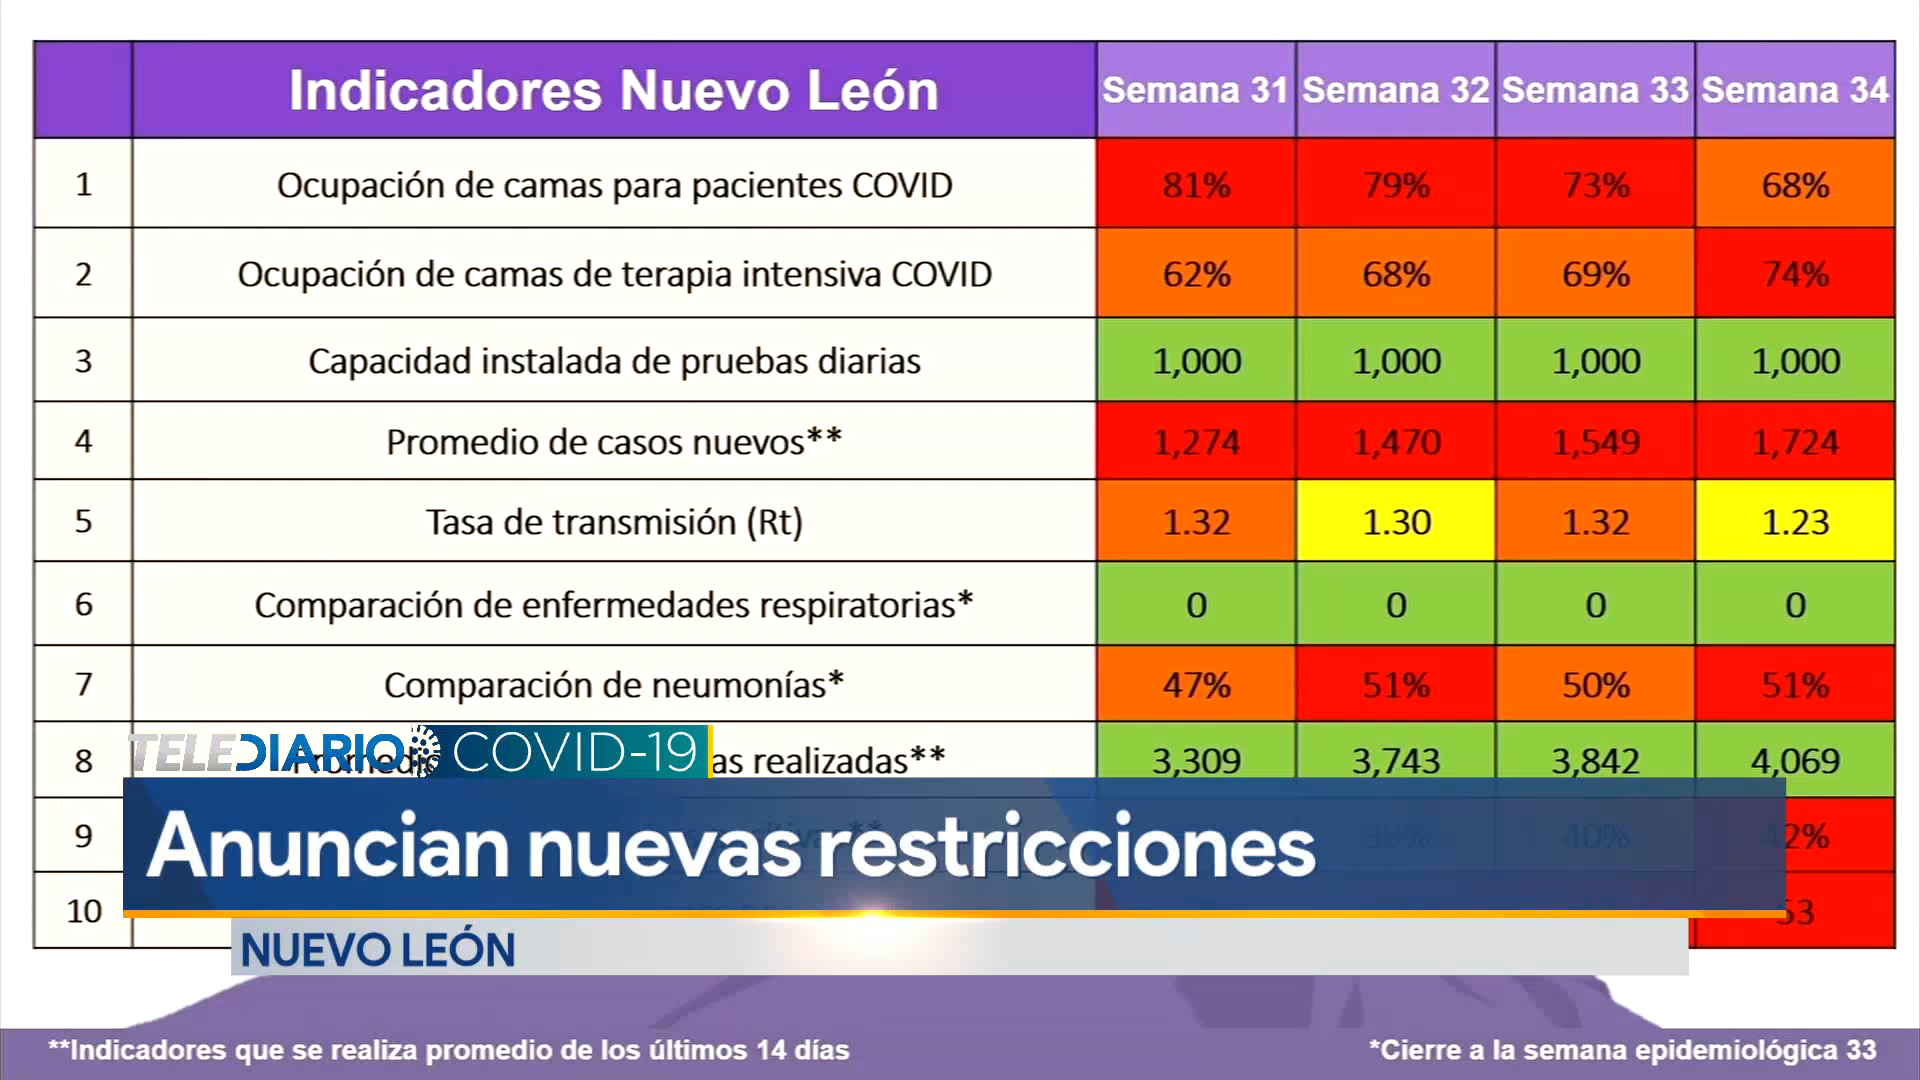 Indicadores Nuevo León Semana 31 Semana 32 Semana 33 Semana 34
1 Ocupación de camas para pacientes COVID 81% 79% 73% 68%
2 Ocupación de camas de terapia intensiva COVID 62% 68% 69% 74%
3 Capacidad instalada de pruebas diarias 1,000 1,000 1,000 1,000
4 Promedio de casos nuevos** 1,274 1,470 1,549 1,724
5 Tasa de transmisión (Rt) 1.32 1.30 1.32 1.23
6 Comparación de enfermedades respiratorias* 0 0 0 0
7 Comparación de neumonías* 47% 51% 50% 51%
8 realizadas** 3,309 3,743 3,842 4,069
TELEDIARIO COVID-19
9 40% 42%
Anuncian nuevas restricciones
10 53
NUEVO LEÓN
**Indicadores que se realiza promedio de los últimos 14 días
*Cierre a la semana epidemiológica 33